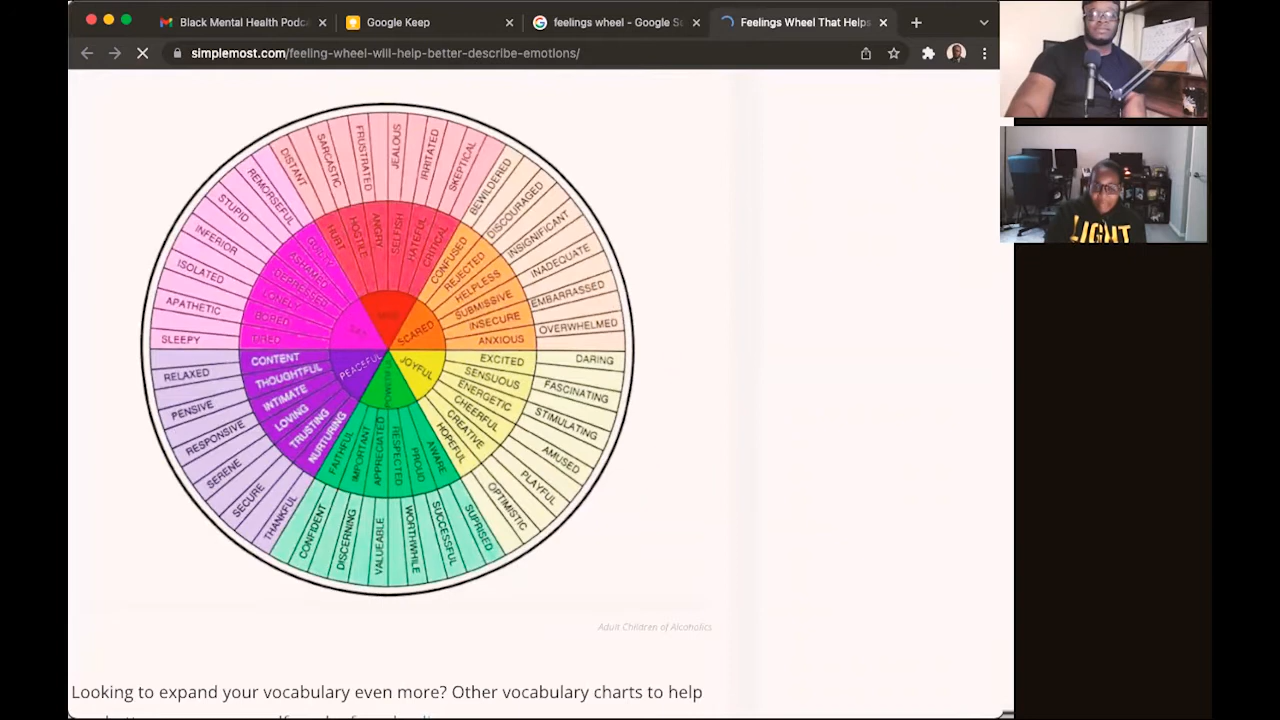 Black Mental Health Podc
Google Keep
feelings wheel - Google S
Feelings Wheel That Helps
simplemost.com/feeling-wheel-will-help-better-describe-emotions/
DISTANT
SARCASTIC
FRUSTRATED
JEALOUS
IRRITATED
SKEPTICAL
BEWILDERED
DISCOURAGED
INSIGNIFICANT
INADEQUATE
EMBARRASSED
OVERWHELMED
DARING
FASCINATING
STIMULATING
AMUSED
PLAYFUL
OPTIMISTIC
SUPRISED
SUCCESSFUL
WORTHWHILE
VALUEABLE
DISCERNING
CONFIDENT
THANKFUL
SECURE
SERENE
RESPONSIVE
PENSIVE
RELAXED
SLEEPY
APATHETIC
ISOLATED
INFERIOR
STUPID
REMORSEFUL
HURT
HOSTILE
ANGRY
SELFISH
HATEFUL
CRITICAL
CONFUSED
REJECTED
HELPLESS
SUBMISSIVE
INSECURE
ANXIOUS
EXCITED
SENSUOUS
ENERGETIC
CHEERFUL
CREATIVE
HOPEFUL
AWARE
PROUD
RESPECTED
APPRECIATED
IMPORTANT
FAITHFUL
NURTURING
TRUSTING
LOVING
INTIMATE
THOUGHTFUL
CONTENT
TIRED
BORED
LONELY
DEPRESSED
ASHAMED
GUILTY
SCARED
JOYFUL
POWERFUL
PEACEFUL
SAD
Adult Children of Alcoholics
Looking to expand your vocabulary even more? Other vocabulary charts to help
LIGHT